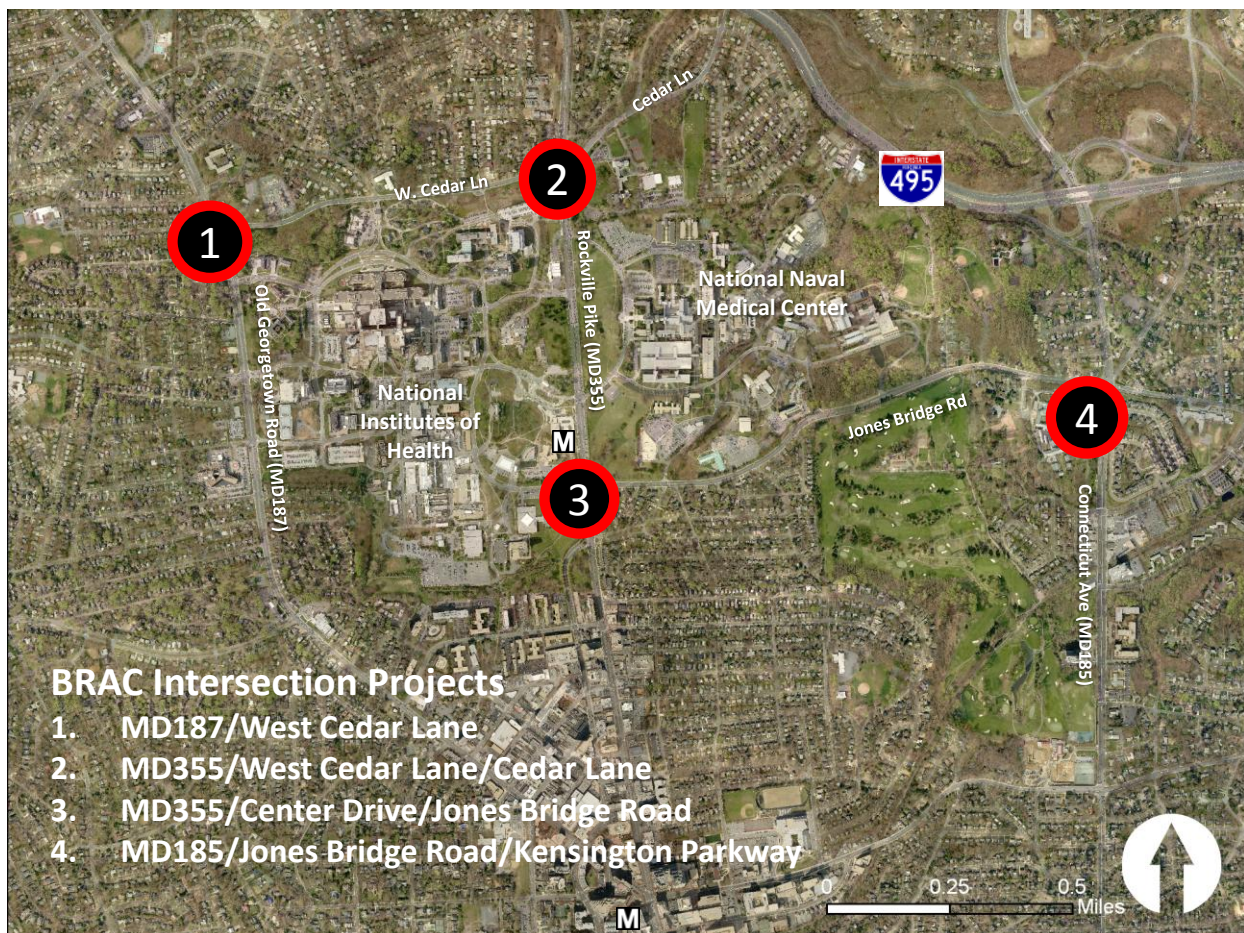 Cedar Ln
2
INTERSTATE
495
W. Cedar Ln
1
Rockville Pike (MD355)
National Naval
Medical Center
Old Georgetown Road (MD187)
National
Institutes of
Health
4
Jones Bridge Rd
M
3
Connecticut Ave (MD185)
BRAC Intersection Projects
1. MD187/West Cedar Lane
2. MD355/West Cedar Lane/Cedar Lane
3. MD355/Center Drive/Jones Bridge Road
4. MD185/Jones Bridge Road/Kensington Parkway
0 0.25 0.5
Miles
M